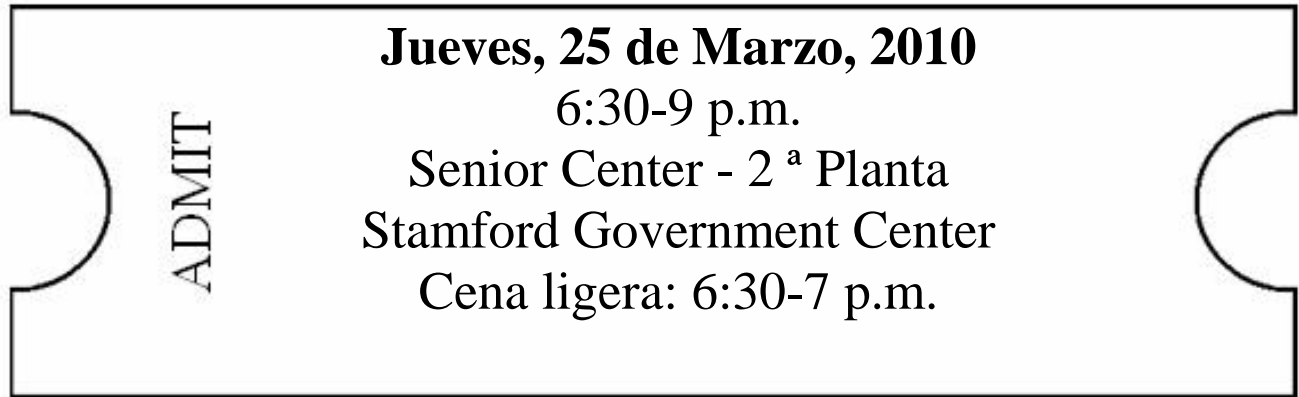 Jueves, 25 de Marzo, 2010
6:30-9 p.m.
Senior Center - 2 ª Planta
Stamford Government Center
Cena ligera: 6:30-7 p.m.
ADMIT